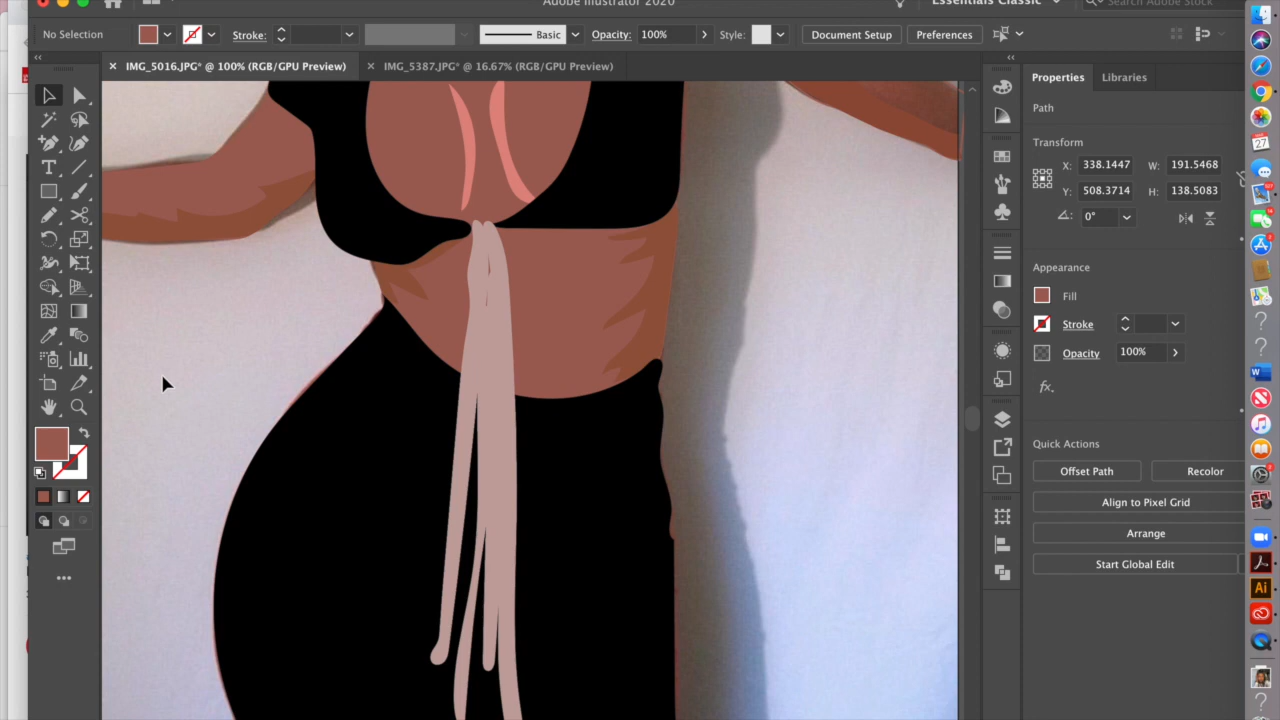 Adobe Illustrator 2020
Essentials Classic
Search Adobe Stock
No Selection
Stroke:
Basic
Opacity:
100%
Style:
Document Setup
Preferences
× IMG_5016.JPG* @ 100% (RGB/GPU Preview)
× IMG_5387.JPG* @ 16.67% (RGB/GPU Preview)
Properties
Libraries
Path
Transform
X: 338.1447
W: 191.5468
Y: 508.3714
H: 138.5083
0°
Appearance
Fill
Stroke
Opacity
100%
fx
Quick Actions
Offset Path
Recolor
Align to Pixel Grid
Arrange
Start Global Edit
27
Ai